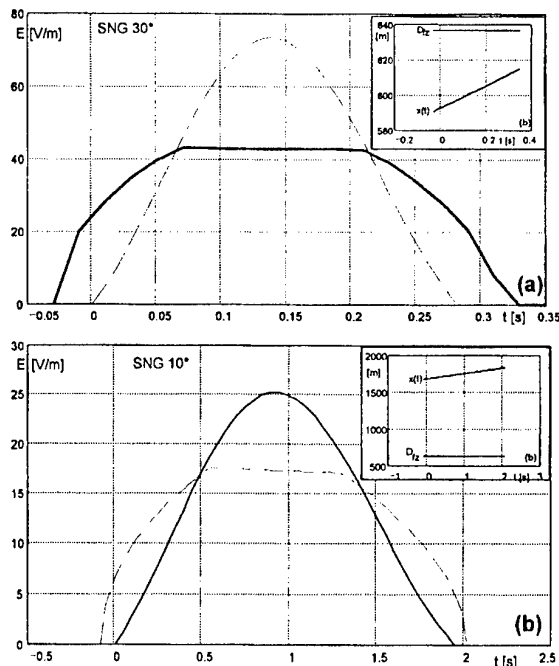 E [V/m]
SNG 30°
80
60
40
20
0
-0.05 0 0.05 0.1 0.15 0.2 0.25 0.3 t [s] 0.35
(a)
640
[m]
D_fz
620
600
x(t)
580
(b)
-0.2 0 0.2 t [s] 0.4
E [V/m]
SNG 10°
30
25
20
15
10
5
0
-0.5 0 0.5 1.0 1.5 2 t [s] 2.5
(b)
2000
[m]
x(t)
1500
1000
D_fz
500
(b)
-1 0 1 2 t [s] 3